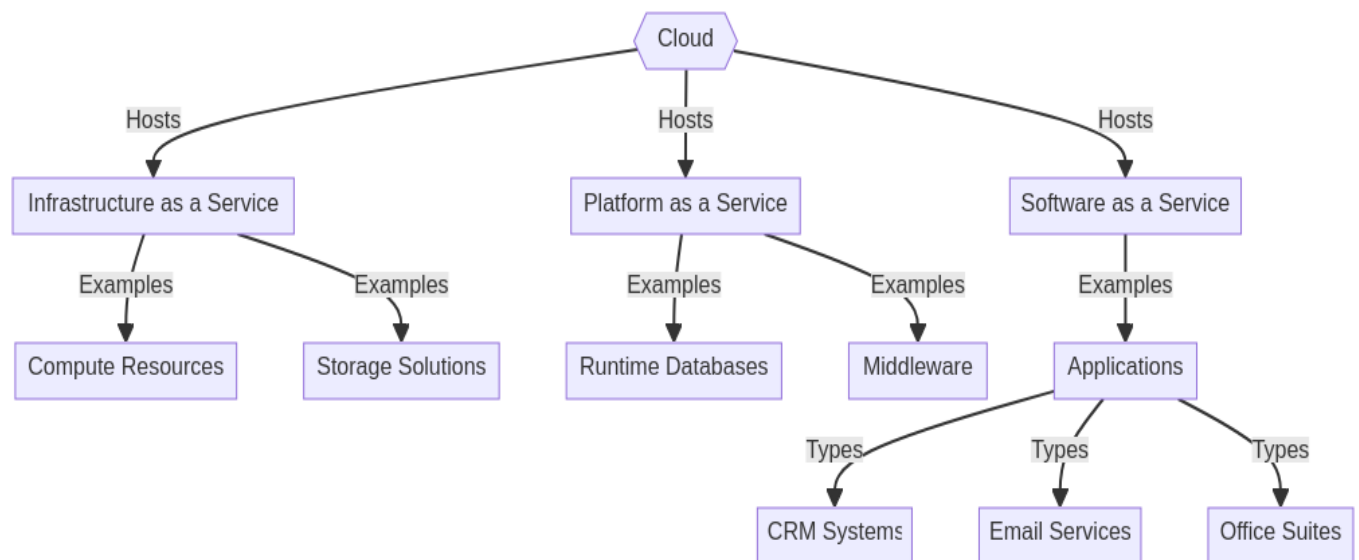 Cloud
Hosts
Hosts
Hosts
Infrastructure as a Service
Platform as a Service
Software as a Service
Examples
Examples
Examples
Examples
Examples
Compute Resources
Storage Solutions
Runtime Databases
Middleware
Applications
Types
Types
Types
CRM Systems
Email Services
Office Suites